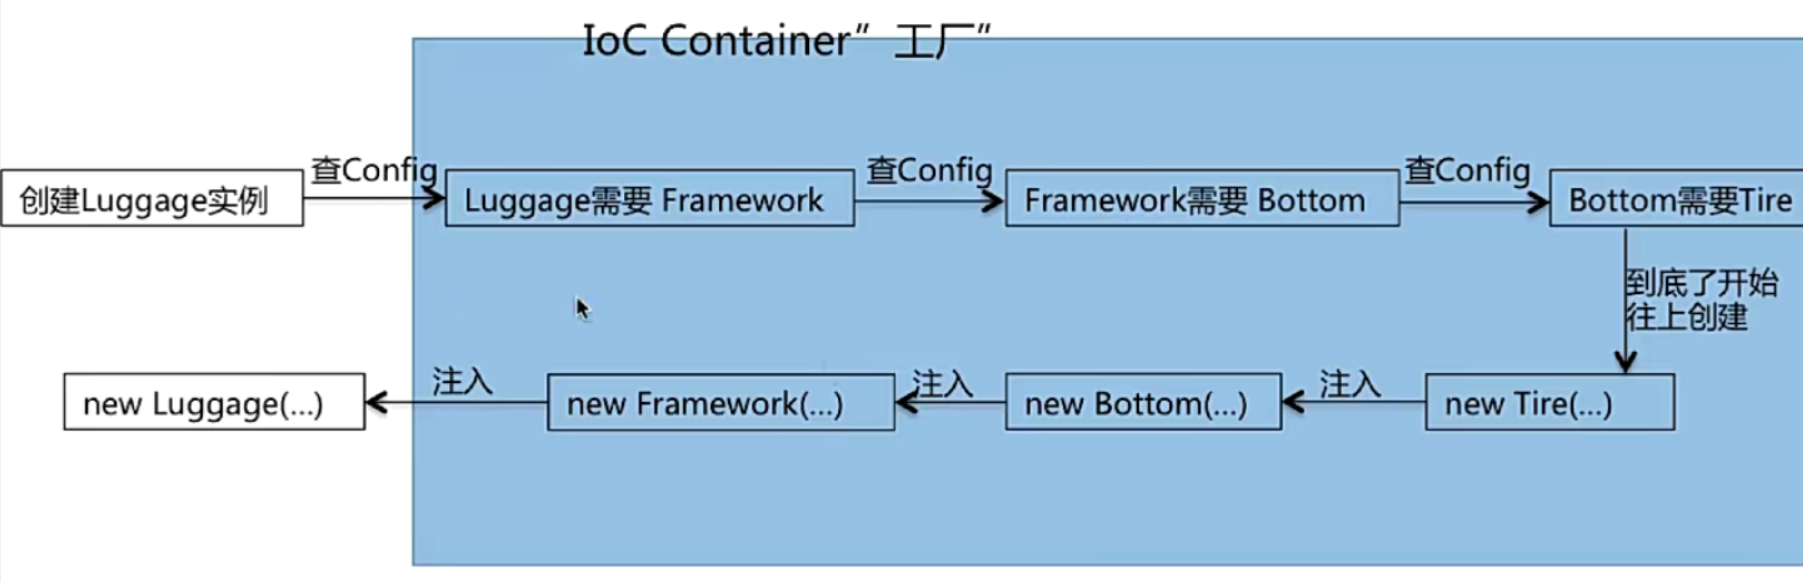 IoC Container”工厂”
查Config
查Config
查Config
创建Luggage实例
Luggage需要 Framework
Framework需要 Bottom
Bottom需要Tire
到底了开始
往上创建
注入
注入
注入
new Luggage(...)
new Framework(...)
new Bottom(...)
new Tire(...)